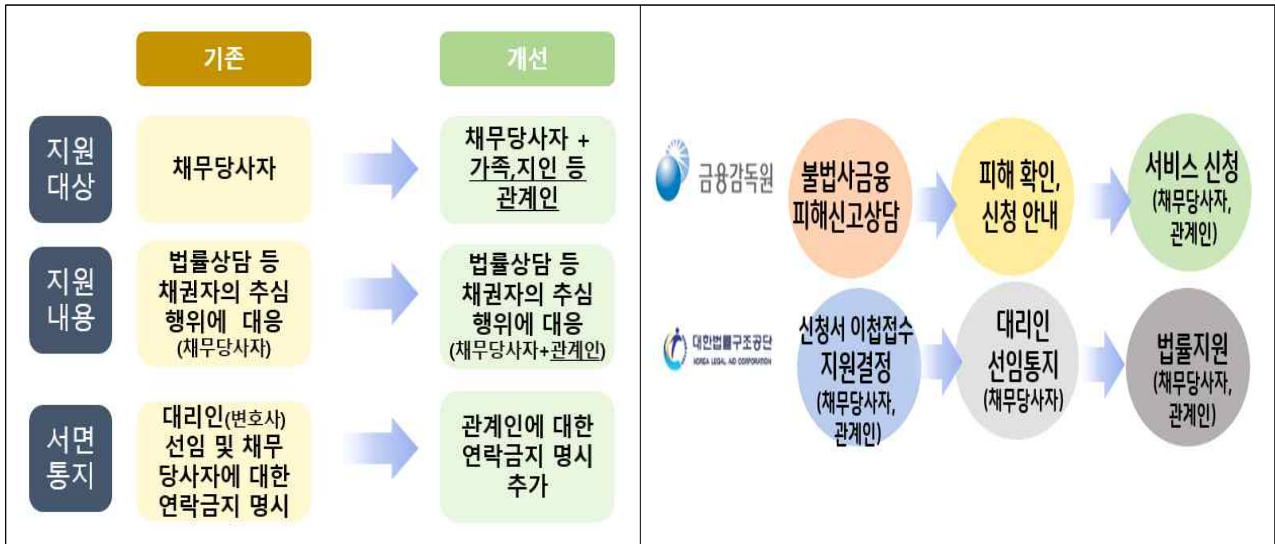 기존
개선
지원
대상
채무당사자
채무당사자 +
가족,지인 등
관계인
지원
내용
법률상담 등
채권자의 추심
행위에 대응
(채무당사자)
법률상담 등
채권자의 추심
행위에 대응
(채무당사자+관계인)
서면
통지
대리인(변호사)
선임 및 채무
당사자에 대한
연락금지 명시
관계인에 대한
연락금지 명시
추가
금융감독원
불법사금융
피해신고상담
피해 확인,
신청 안내
서비스 신청
(채무당사자,
관계인)
대한법률구조공단
KOREA LEGAL AID CORPORATION
신청서 이첩접수
지원결정
(채무당사자,
관계인)
대리인
선임통지
(채무당사자)
법률지원
(채무당사자,
관계인)